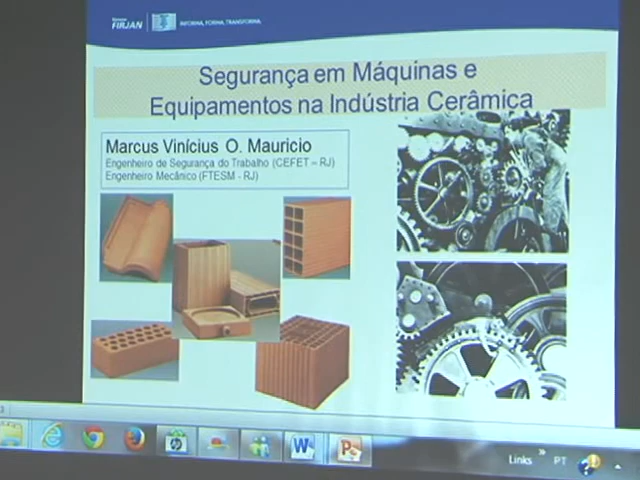 Sistema
FIRJAN
INFORMA, FORMA, TRANSFORMA.
Segurança em Máquinas e
Equipamentos na Indústria Cerâmica
Marcus Vinícius O. Mauricio
Engenheiro de Segurança do Trabalho (CEFET – RJ)
Engenheiro Mecânico (FTESM - RJ)
Links
PT